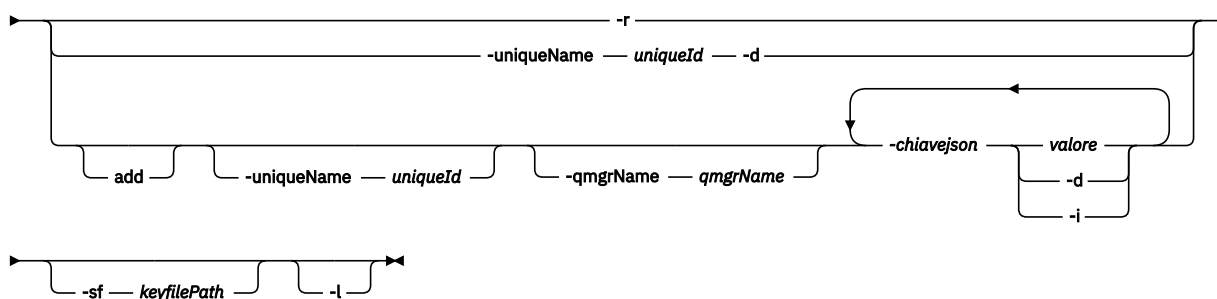 -r
-uniqueName uniqueId -d
-chiavejson valore
add -uniqueName uniqueId -qmgrName qmgrName -d
-i
-sf keyfilePath -l